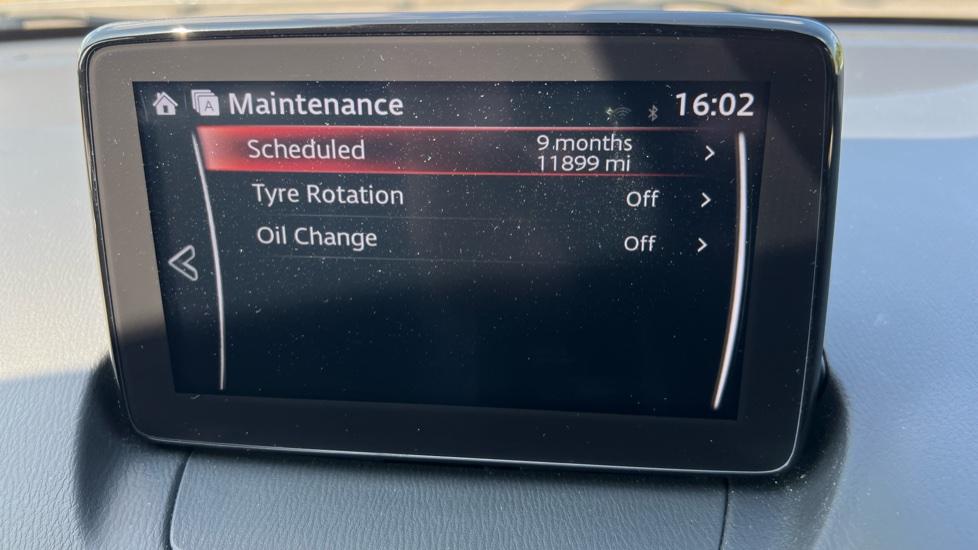 A Maintenance 16:02
Scheduled 9 months
11899 mi
Tyre Rotation Off
Oil Change Off